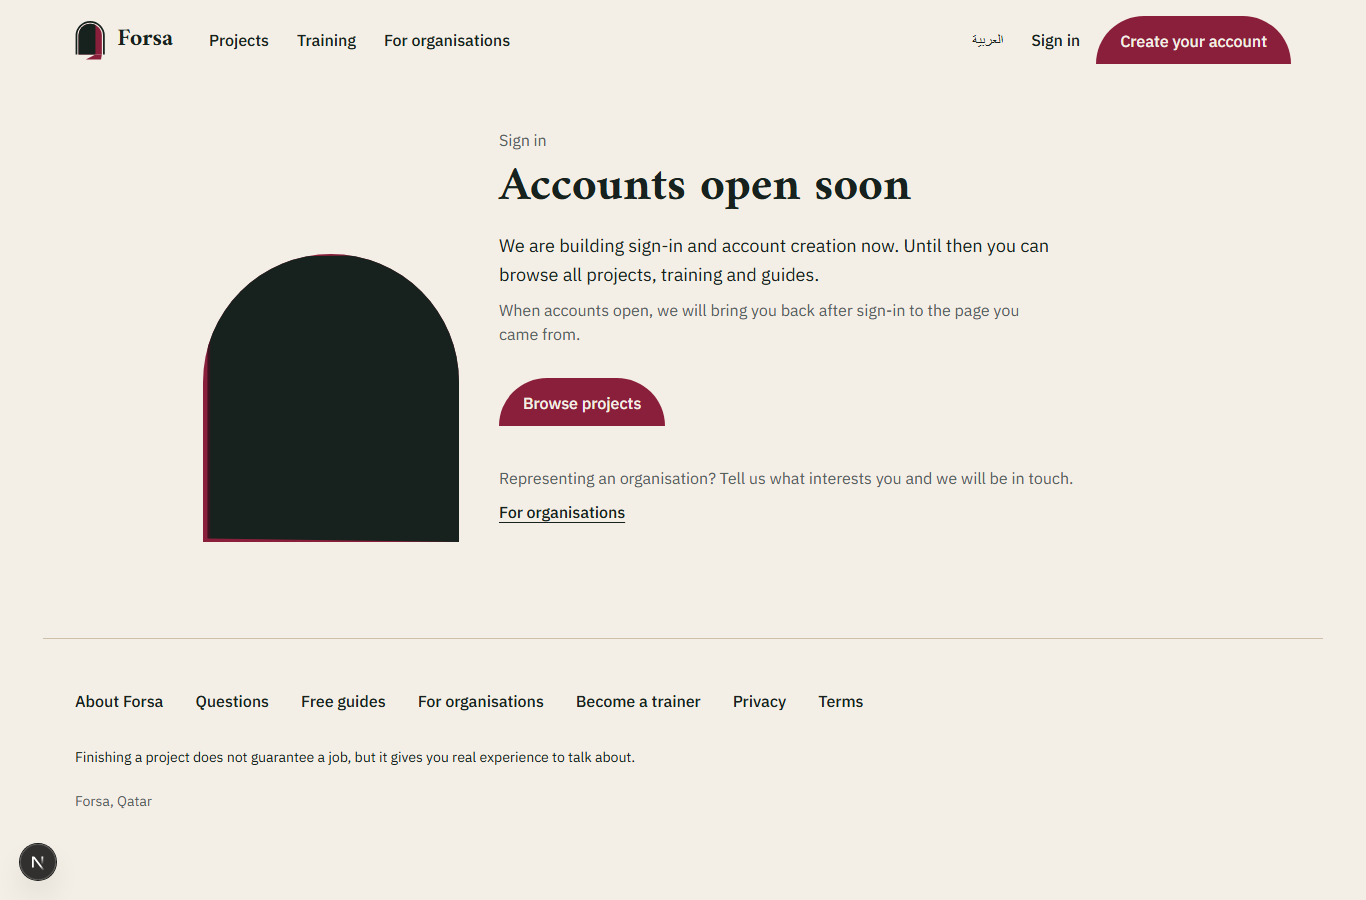 Forsa
Projects
Training
For organisations
العربية
Sign in
Create your account
Sign in
Accounts open soon
We are building sign-in and account creation now. Until then you can
browse all projects, training and guides.
When accounts open, we will bring you back after sign-in to the page you
came from.
Browse projects
Representing an organisation? Tell us what interests you and we will be in touch.
For organisations
About Forsa
Questions
Free guides
For organisations
Become a trainer
Privacy
Terms
Finishing a project does not guarantee a job, but it gives you real experience to talk about.
Forsa, Qatar
N